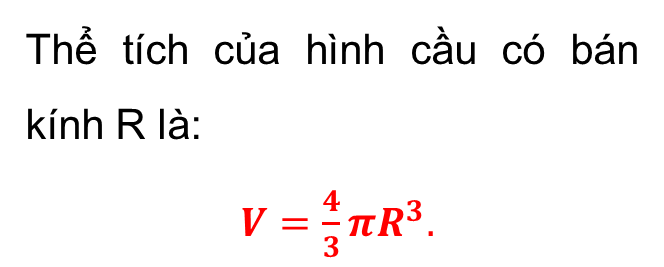 Thể tích của hình cầu có bán
kính R là:
V = 4/3 πR³.